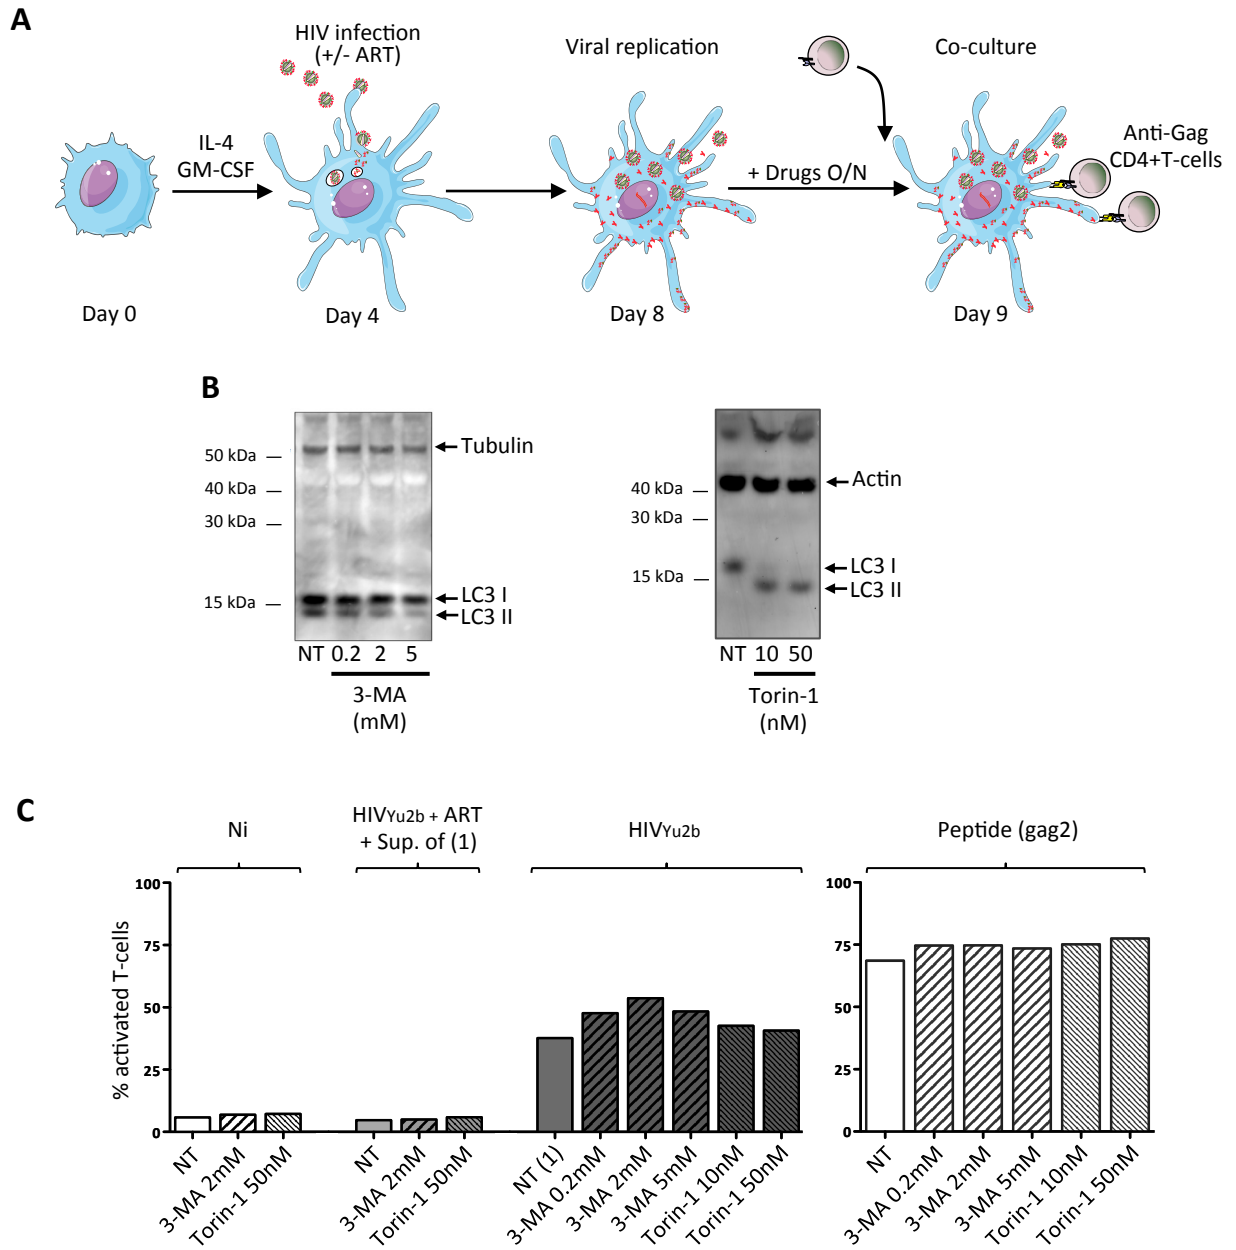 A
HIV infection
(+/- ART)
Viral replication
Co-culture
IL-4
GM-CSF
+ Drugs O/N
Anti-Gag
CD4+T-cells
Day 0
Day 4
Day 8
Day 9
B
50 kDa
40 kDa
30 kDa
15 kDa
Tubulin
LC3 I
LC3 II
NT 0.2 2 5
3-MA
(mM)
40 kDa
30 kDa
15 kDa
Actin
LC3 I
LC3 II
NT 10 50
Torin-1
(nM)
C
Ni
HIVYu2b + ART
+ Sup. of (1)
HIVYu2b
Peptide (gag2)
% activated T-cells
100
75
50
25
0
NT
3-MA 2mM
Torin-1 50nM
NT
3-MA 2mM
Torin-1 50nM
NT (1)
3-MA 0.2mM
3-MA 2mM
3-MA 5mM
Torin-1 10nM
Torin-1 50nM
100
75
50
25
0
NT
3-MA 0.2mM
3-MA 2mM
3-MA 5mM
Torin-1 10nM
Torin-1 50nM